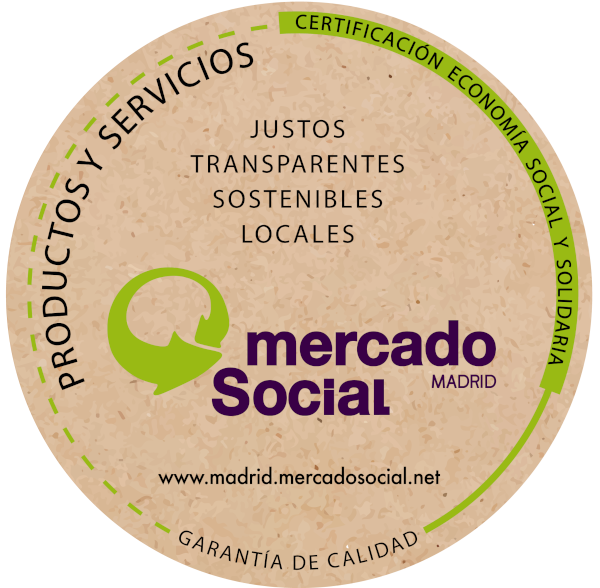 PRODUCTOS Y SERVICIOS
CERTIFICACIÓN ECONOMÍA SOCIAL Y SOLIDARIA
JUSTOS
TRANSPARENTES
SOSTENIBLES
LOCALES
mercado
Social MADRID
www.madrid.mercadosocial.net
GARANTÍA DE CALIDAD